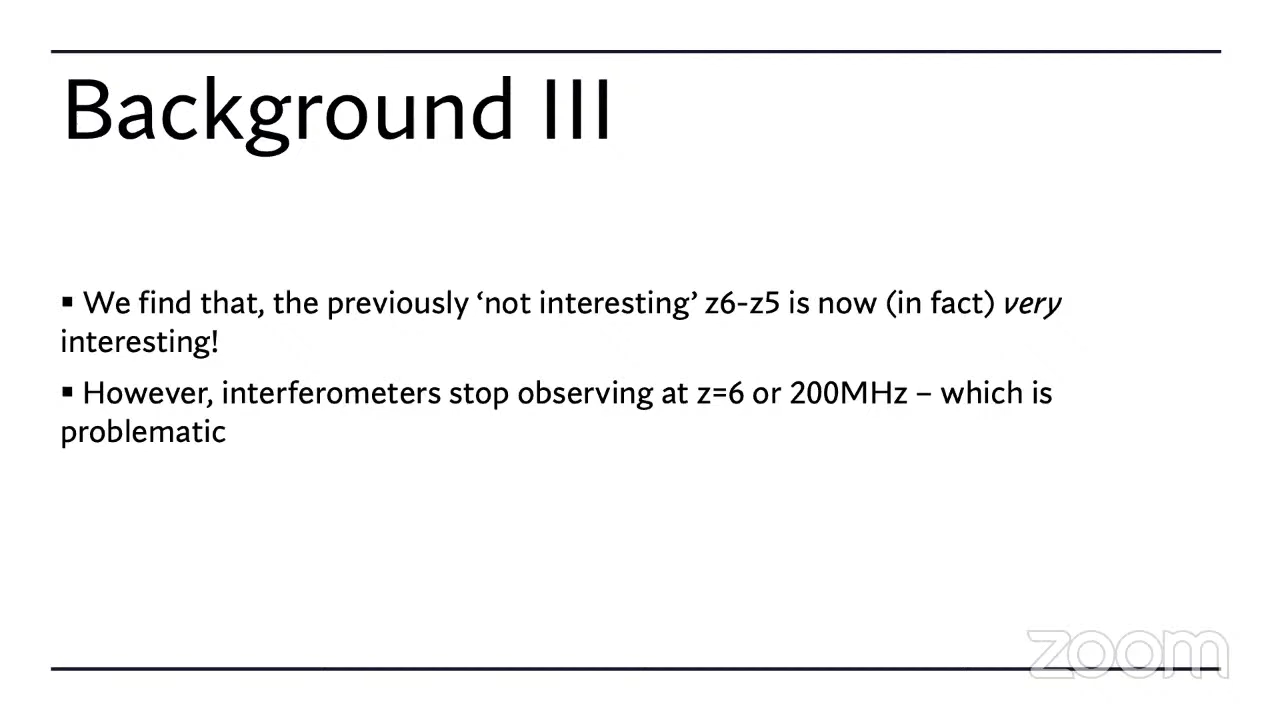 Background III
▪ We find that, the previously ‘not interesting’ z6-z5 is now (in fact) very
interesting!
▪ However, interferometers stop observing at z=6 or 200MHz – which is
problematic
zoom